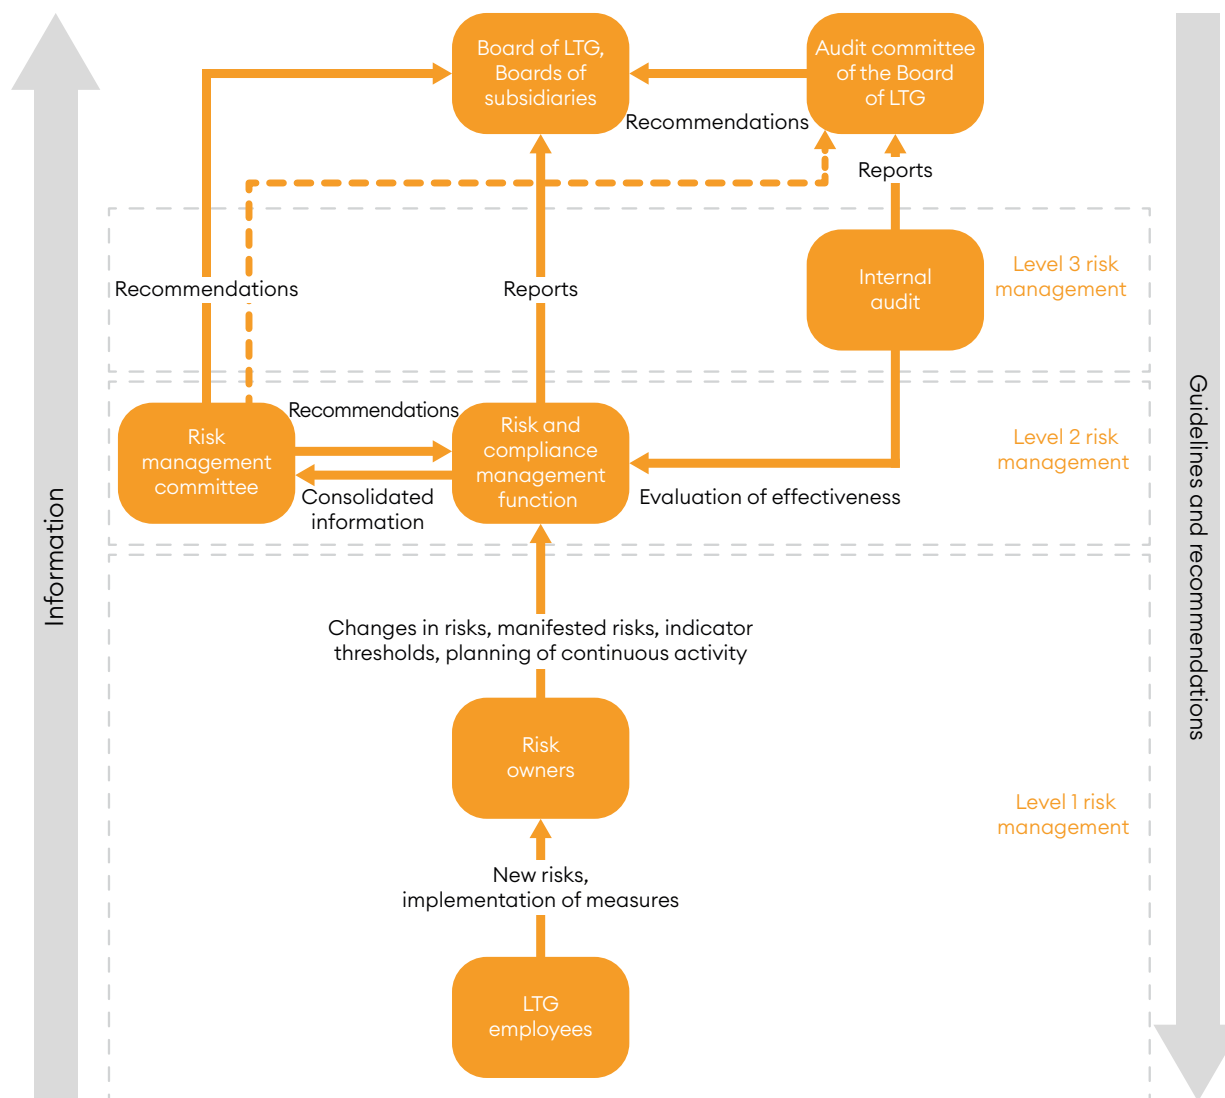 Board of LTG,
Boards of
subsidiaries
Audit committee
of the Board
of LTG
Recommendations
Reports
Level 3 risk
management
Internal
audit
Recommendations
Reports
Guidelines and recommendations
Information
Level 2 risk
management
Recommendations
Risk
management
committee
Risk and
compliance
management
function
Consolidated
information
Evaluation of effectiveness
Changes in risks, manifested risks, indicator
thresholds, planning of continuous activity
Risk
owners
Level 1 risk
management
New risks,
implementation of measures
LTG
employees